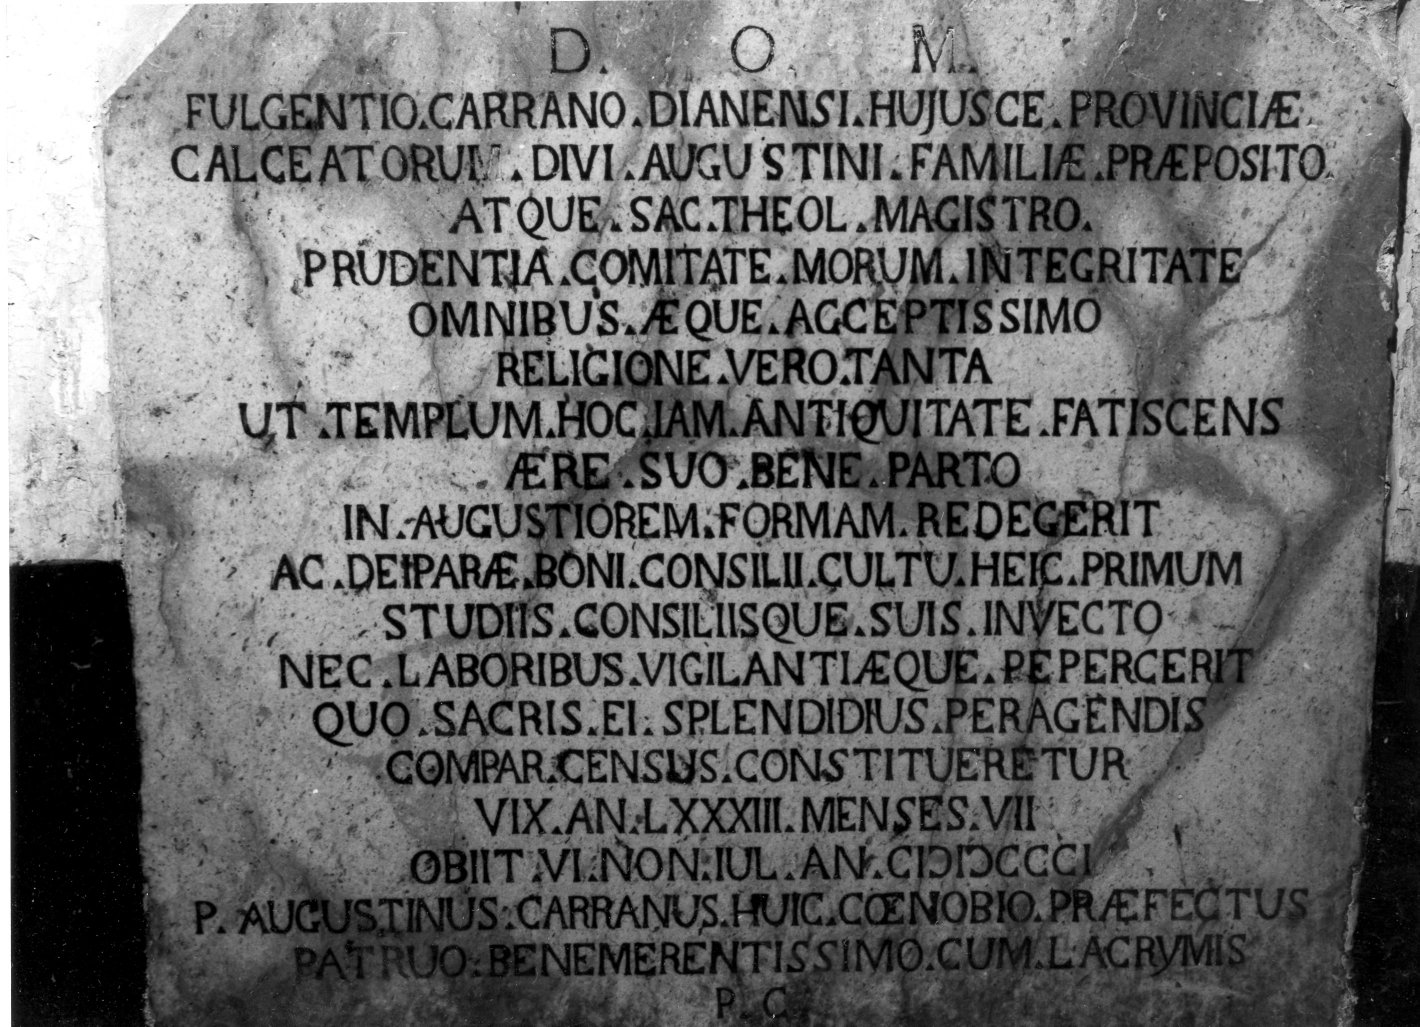 D. O. M.
FULGENTIO.CARRANO.DIANENSI.HUJUSCE.PROVINCIÆ.
CALCEATORUM.DIVI.AUGUSTINI.FAMILIÆ.PRÆPOSITO.
ATQUE.SAC.THEOL.MAGISTRO.
PRUDENTIA.COMITATE.MORUM.INTEGRITATE
OMNIBUS.ÆQUE.ACCEPTISSIMO
RELIGIONE.VERO.TANTA
UT.TEMPLUM.HOC.IAM.ANTIQUITATE.FATISCENS
ÆRE.SUO.BENE.PARTO
IN.AUGUSTIOREM.FORMAM.REDEGERIT
AC.DEIPARÆ.BONI.CONSILII.CULTU.HEIC.PRIMUM
STUDIIS.CONSILIISQUE.SUIS.INVECTO
NEC.LABORIBUS.VIGILANTIÆQUE.PEPERCERIT
QUO.SACRIS.EI.SPLENDIDIUS.PERAGENDIS
COMPAR.CENSUS.CONSTITUERETUR
VIX.AN.LXXXIII.MENSES.VII
OBIIT.VI.NON.IUL.AN.CIƆIƆCCCI
P. AUGUSTINUS.CARRANUS.HUIC.CŒNOBIO.PRÆFECTUS
PATRUO.BENEMERENTISSIMO.CUM.LACRYMIS
P. C.